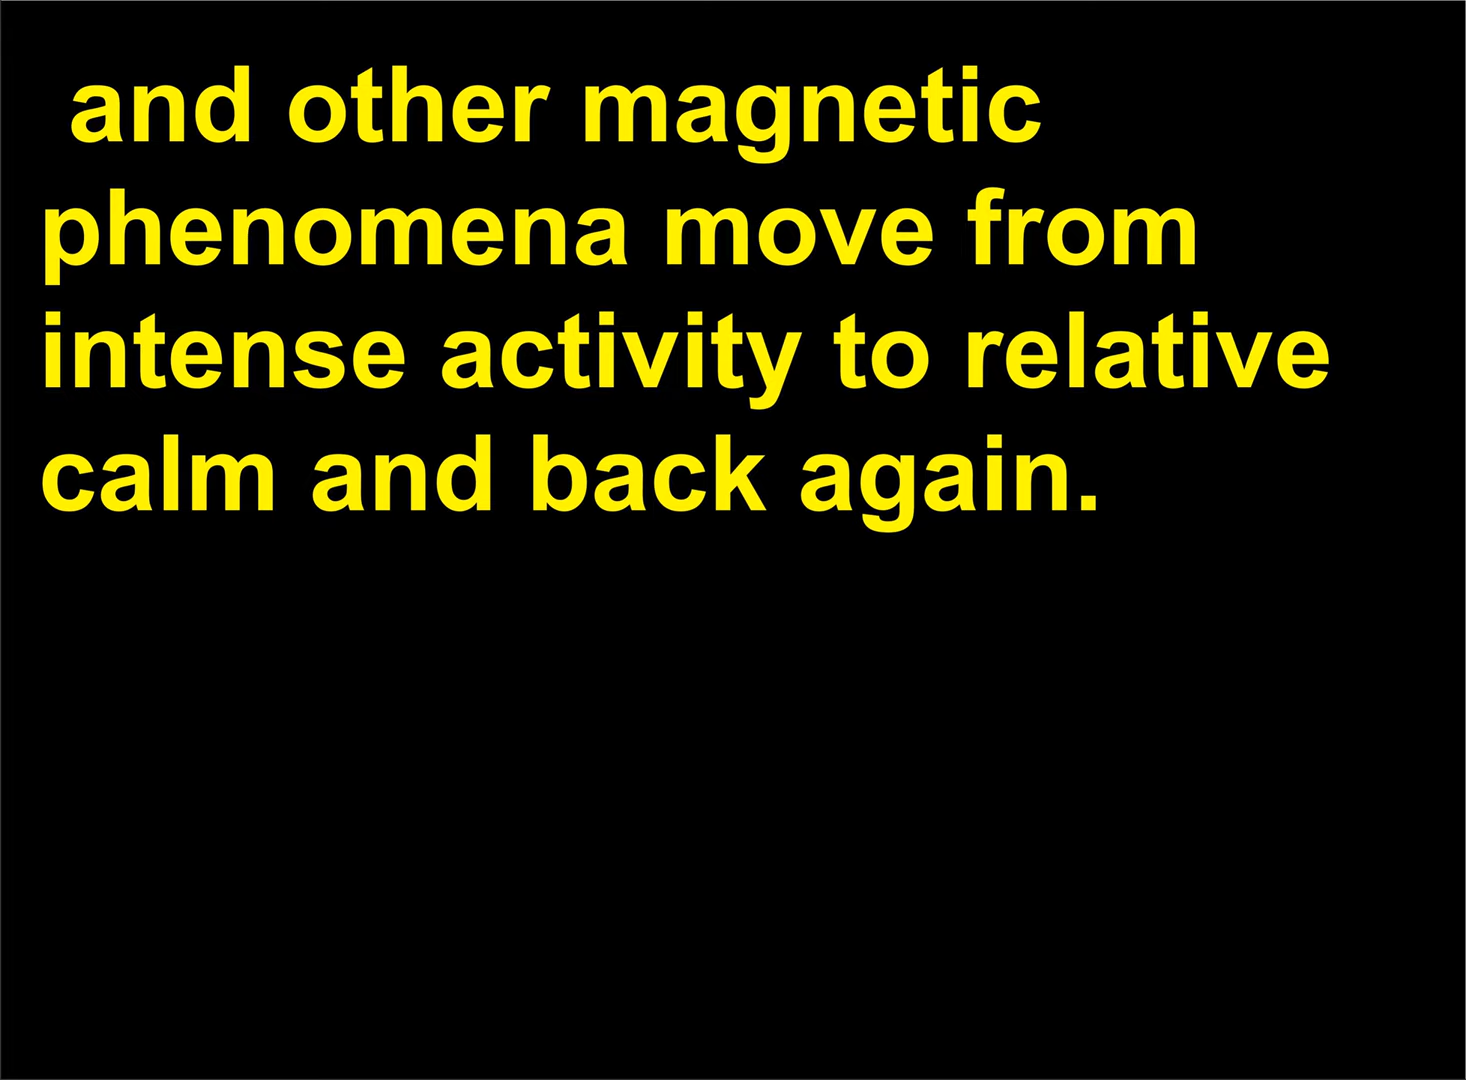 and other magnetic
phenomena move from
intense activity to relative
calm and back again.